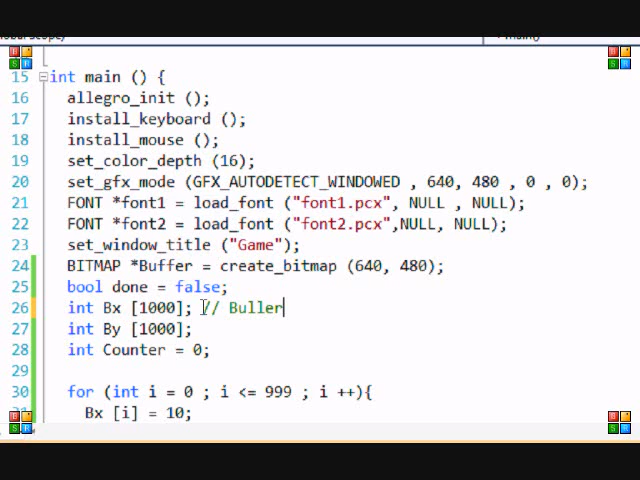 15 int main () {
16 allegro_init ();
17 install_keyboard ();
18 install_mouse ();
19 set_color_depth (16);
20 set_gfx_mode (GFX_AUTODETECT_WINDOWED , 640, 480 , 0 , 0);
21 FONT *font1 = load_font ("font1.pcx", NULL , NULL);
22 FONT *font2 = load_font ("font2.pcx",NULL, NULL);
23 set_window_title ("Game");
24 BITMAP *Buffer = create_bitmap (640, 480);
25 bool done = false;
26 int Bx [1000]; // Buller
27 int By [1000];
28 int Counter = 0;
29
30 for (int i = 0 ; i <= 999 ; i ++){
Bx [i] = 10;